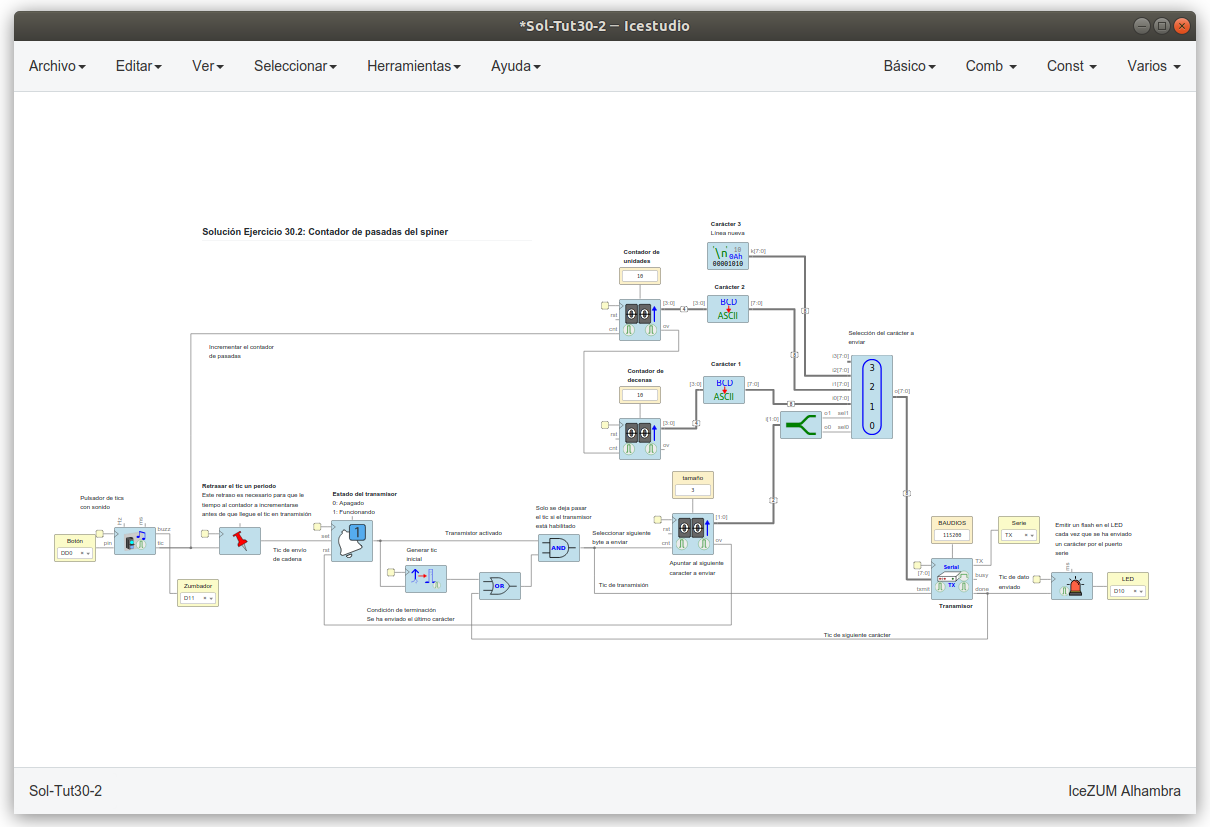 *Sol-Tut30-2 — Icestudio
Archivo Editar Ver Seleccionar Herramientas Ayuda Básico Comb Const Varios
Solución Ejercicio 30.2: Contador de pasadas del spiner
Carácter 3
Línea nueva
'\n' 10
0Ah
00001010
k[7:0]
Contador de
unidades
10
[3:0]
rst
cnt
ov
Carácter 2
[3:0]
BCD
ASCII
[7:0]
Incrementar el contador
de pasadas
Contador de
decenas
10
[3:0]
rst
cnt
ov
Carácter 1
[3:0]
BCD
ASCII
[7:0]
Selección del carácter a
enviar
i3[7:0]
i2[7:0]
i1[7:0]
i0[7:0]
sel1
sel0
3
2
1
0
o[7:0]
i[1:0]
o1
o0
Pulsador de tics
con sonido
Botón
DD0
Hz
ms
pin
buzz
tic
Zumbador
D11
Retrasar el tic un periodo
Este retraso es necesario para que le
tiempo al contador a incrementarse
antes de que llegue el tic en transmisión
Tic de envío
de cadena
Estado del transmisor
0: Apagado
1: Funcionando
set
rst
1
Generar tic
inicial
Transmistor activado
OR
Solo se deja pasar
el tic si el transmisor
está habilitado
AND
Seleccionar siguiente
byte a enviar
Tic de transmisión
tamaño
3
[1:0]
rst
cnt
ov
Apuntar al siguiente
caracter a enviar
Condición de terminación
Se ha enviado el último carácter
Tic de siguiente carácter
BAUDIOS
115200
[7:0]
txmit
Serial
TX
TX
busy
done
Transmisor
Serie
TX
Tic de dato
enviado
Emitir un flash en el LED
cada vez que se ha enviado
un carácter por el puerto
serie
ms
LED
D10
Sol-Tut30-2
IceZUM Alhambra